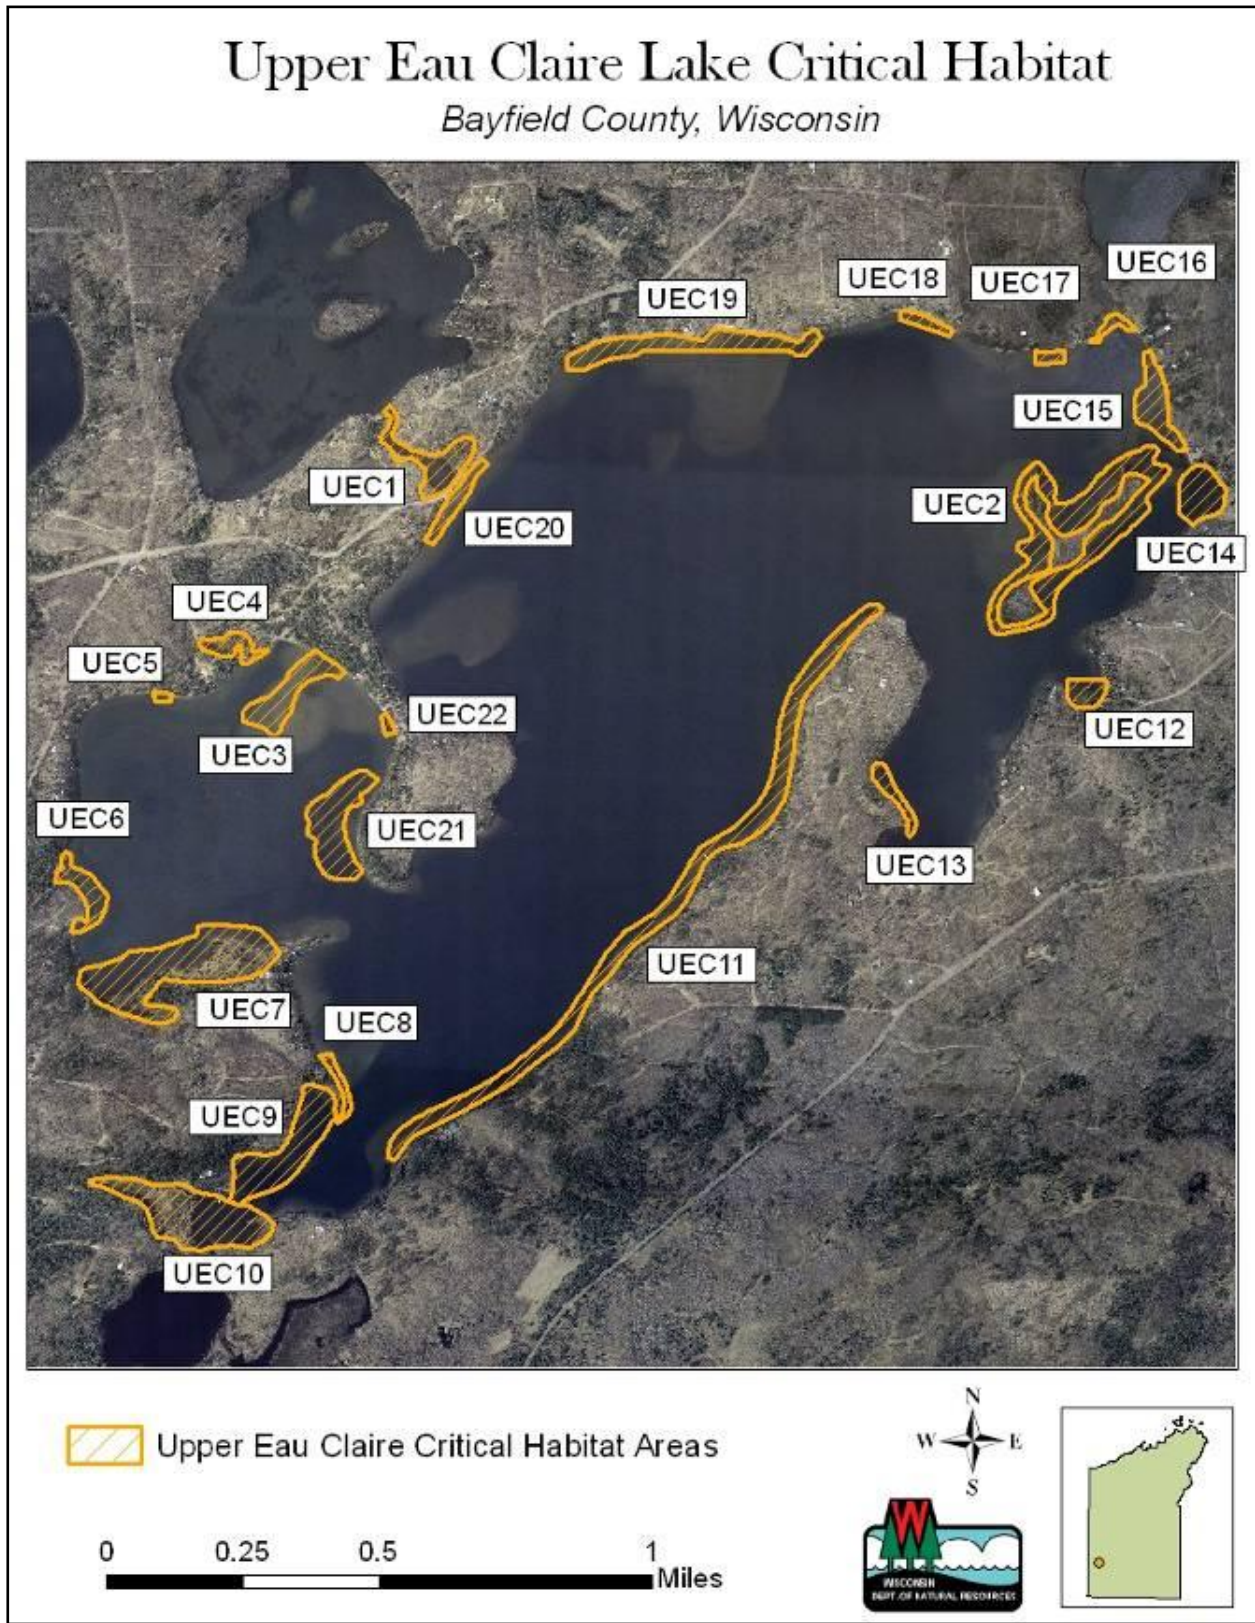 Upper Eau Claire Lake Critical Habitat
Bayfield County, Wisconsin
UEC16
UEC18
UEC17
UEC19
UEC15
UEC1
UEC2
UEC20
UEC14
UEC4
UEC5
UEC22
UEC12
UEC3
UEC6
UEC21
UEC13
UEC11
UEC7
UEC8
UEC9
UEC10
N
W E
S
Upper Eau Claire Critical Habitat Areas
0 0.25 0.5 1
Miles
W
WISCONSIN
DEPT. OF NATURAL RESOURCES